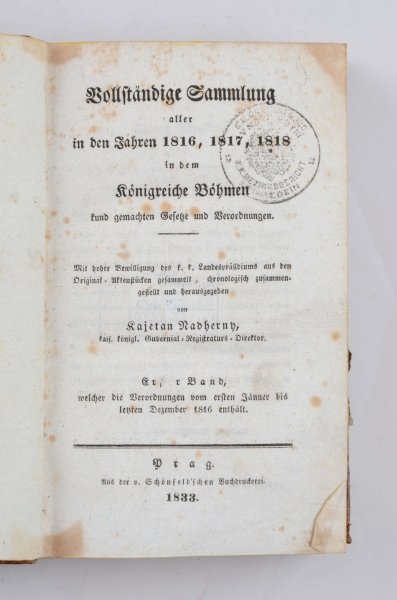 Vollständige Sammlung
aller
in den Jahren 1816, 1817, 1818
in dem
Königreiche Böhmen
kund gemachten Gesetze und Verordnungen.
Mit hoher Bewilligung des k. k. Landespräsidiums aus den
Original-Aktenstücken gesammelt, chronologisch zusammen-
gestellt und herausgegeben
von
Kajetan Nadherny,
kais. königl. Gubernial-Registraturs-Direktor.
Er, r Band,
welcher die Verordnungen vom ersten Jänner bis
letzten Dezember 1816 enthält.
Prag.
Aus der v. Schönfeld'schen Buchdruckerei.
1833.
K.K. BEZIRKSGERICHT